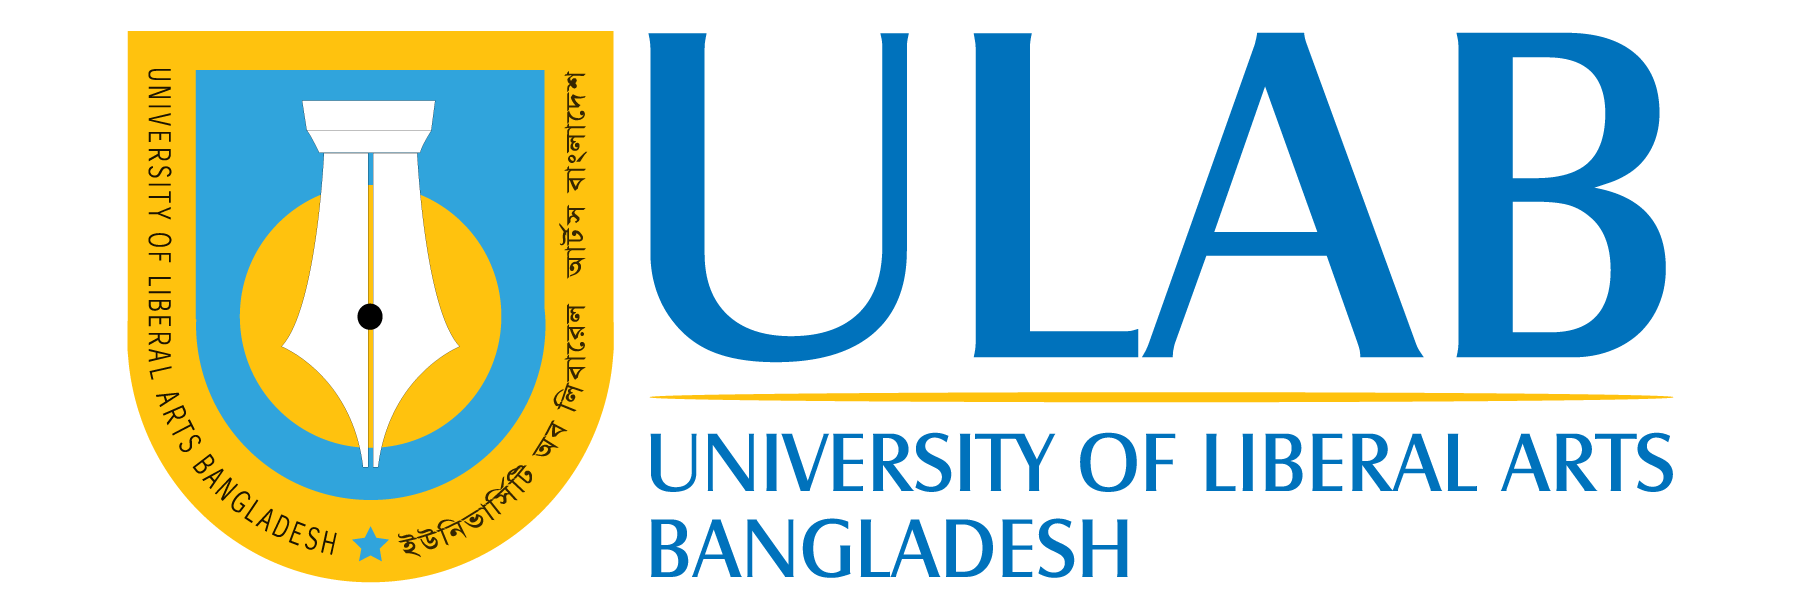 UNIVERSITY OF LIBERAL ARTS BANGLADESH
ইউনিভার্সিটি অব লিবারেল আর্টস বাংলাদেশ
ULAB
UNIVERSITY OF LIBERAL ARTS
BANGLADESH